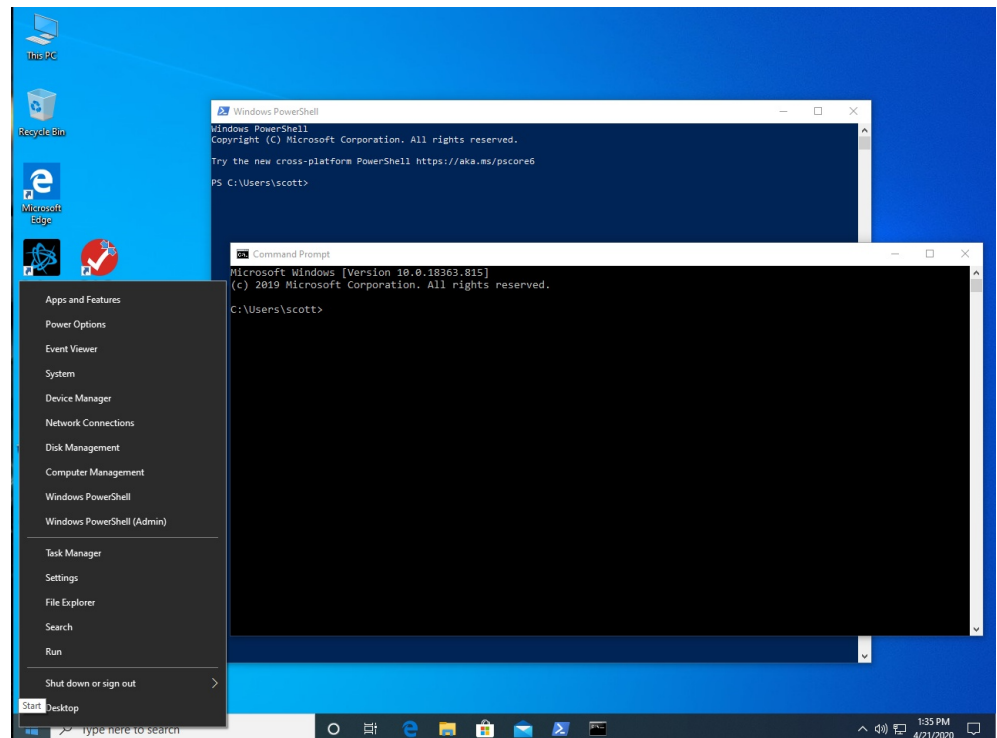 This PC
Recycle Bin
Microsoft
Edge
Windows PowerShell
Windows PowerShell
Copyright (C) Microsoft Corporation. All rights reserved.
Try the new cross-platform PowerShell https://aka.ms/pscore6
PS C:\Users\scott>
Command Prompt
Microsoft Windows [Version 10.0.18363.815]
(c) 2019 Microsoft Corporation. All rights reserved.
C:\Users\scott>
Apps and Features
Power Options
Event Viewer
System
Device Manager
Network Connections
Disk Management
Computer Management
Windows PowerShell
Windows PowerShell (Admin)
Task Manager
Settings
File Explorer
Search
Run
Shut down or sign out
Start
Desktop
Type here to search
1:35 PM
4/21/2020